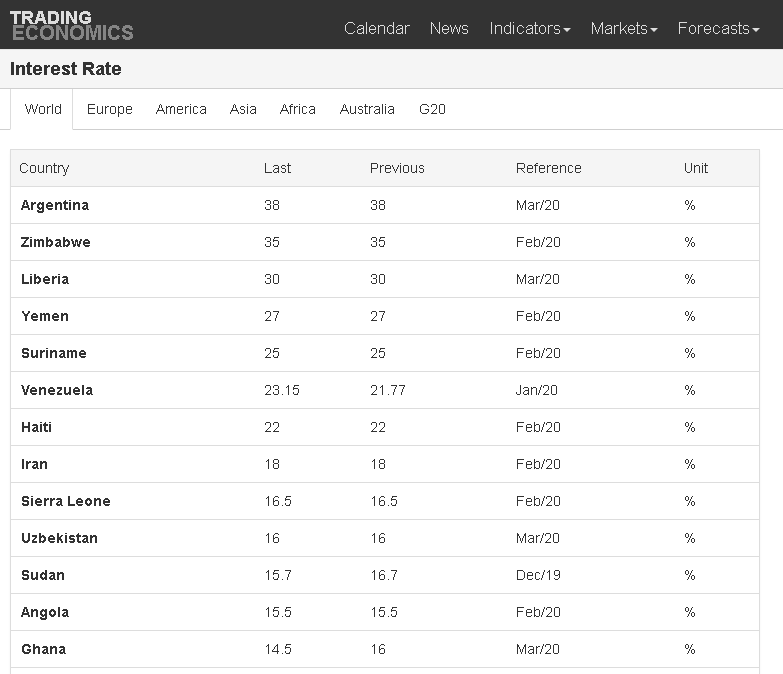 TRADING
ECONOMICS
Calendar News Indicators Markets Forecasts
Interest Rate
World Europe America Asia Africa Australia G20
Country Last Previous Reference Unit
Argentina 38 38 Mar/20 %
Zimbabwe 35 35 Feb/20 %
Liberia 30 30 Mar/20 %
Yemen 27 27 Feb/20 %
Suriname 25 25 Feb/20 %
Venezuela 23.15 21.77 Jan/20 %
Haiti 22 22 Feb/20 %
Iran 18 18 Feb/20 %
Sierra Leone 16.5 16.5 Feb/20 %
Uzbekistan 16 16 Mar/20 %
Sudan 15.7 16.7 Dec/19 %
Angola 15.5 15.5 Feb/20 %
Ghana 14.5 16 Mar/20 %